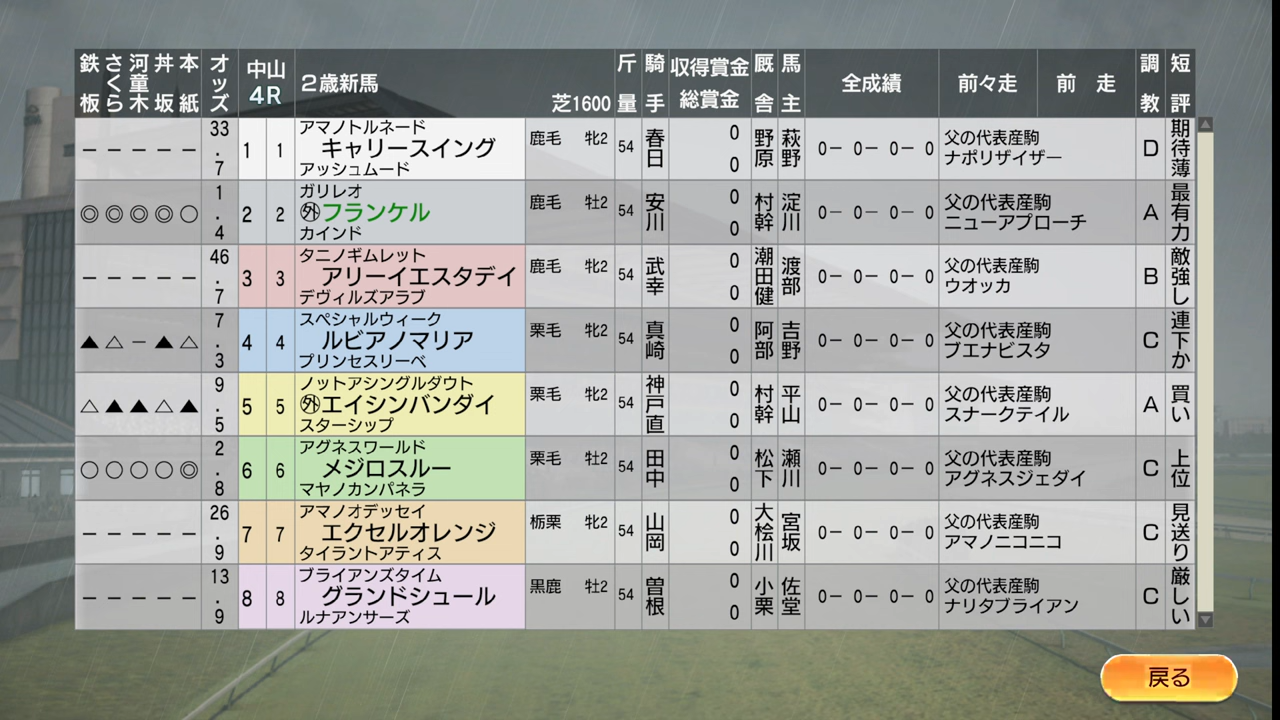 鉄板 さくら 河童木 丼坂 本紙 オッズ 中山4R 2歳新馬 芝1600 斤量 騎手 収得賞金 総賞金 厩舎 馬主 全成績 前々走 前走 調教 短評
アマノトルネード
－－－－－ 33.7 1 1 キャリースイング 鹿毛 牝2 54 春日 0 0 野原 萩野 0－0－0－0 父の代表産駒 ナポリザイザー D 期待薄
アッシュムード
ガリレオ
◎◎◎◎○ 1.4 2 2 外フランケル 鹿毛 牡2 54 安川 0 0 村幹 淀川 0－0－0－0 父の代表産駒 ニューアプローチ A 最有力
カインド
タニノギムレット
－－－－－ 46.7 3 3 アリーイエスタデイ 鹿毛 牝2 54 武幸 0 0 潮田健 渡部 0－0－0－0 父の代表産駒 ウオッカ B 敵強し
デヴィルズアラブ
スペシャルウィーク
▲△－▲△ 7.3 4 4 ルビアノマリア 栗毛 牝2 54 真崎 0 0 阿部 吉野 0－0－0－0 父の代表産駒 ブエナビスタ C 連下か
プリンセスリーベ
ノットアシングルダウト
△▲▲△▲ 9.5 5 5 外エイシンバンダイ 栗毛 牝2 54 神戸直 0 0 村幹 平山 0－0－0－0 父の代表産駒 スナークテイル A 買い
スターシップ
アグネスワールド
○○○○◎ 2.8 6 6 メジロスルー 栗毛 牡2 54 田中 0 0 松下 瀬川 0－0－0－0 父の代表産駒 アグネスジェダイ C 上位
マヤノカンパネラ
アマノオデッセイ
－－－－－ 26.9 7 7 エクセルオレンジ 栃栗 牝2 54 山岡 0 0 大桧川 宮坂 0－0－0－0 父の代表産駒 アマノニコニコ C 見送り
タイラントアティス
ブライアンズタイム
－－－－－ 13.9 8 8 グランドシュール 黒鹿 牡2 54 曽根 0 0 小栗 佐堂 0－0－0－0 父の代表産駒 ナリタブライアン C 厳しい
ルナアンサーズ
戻る